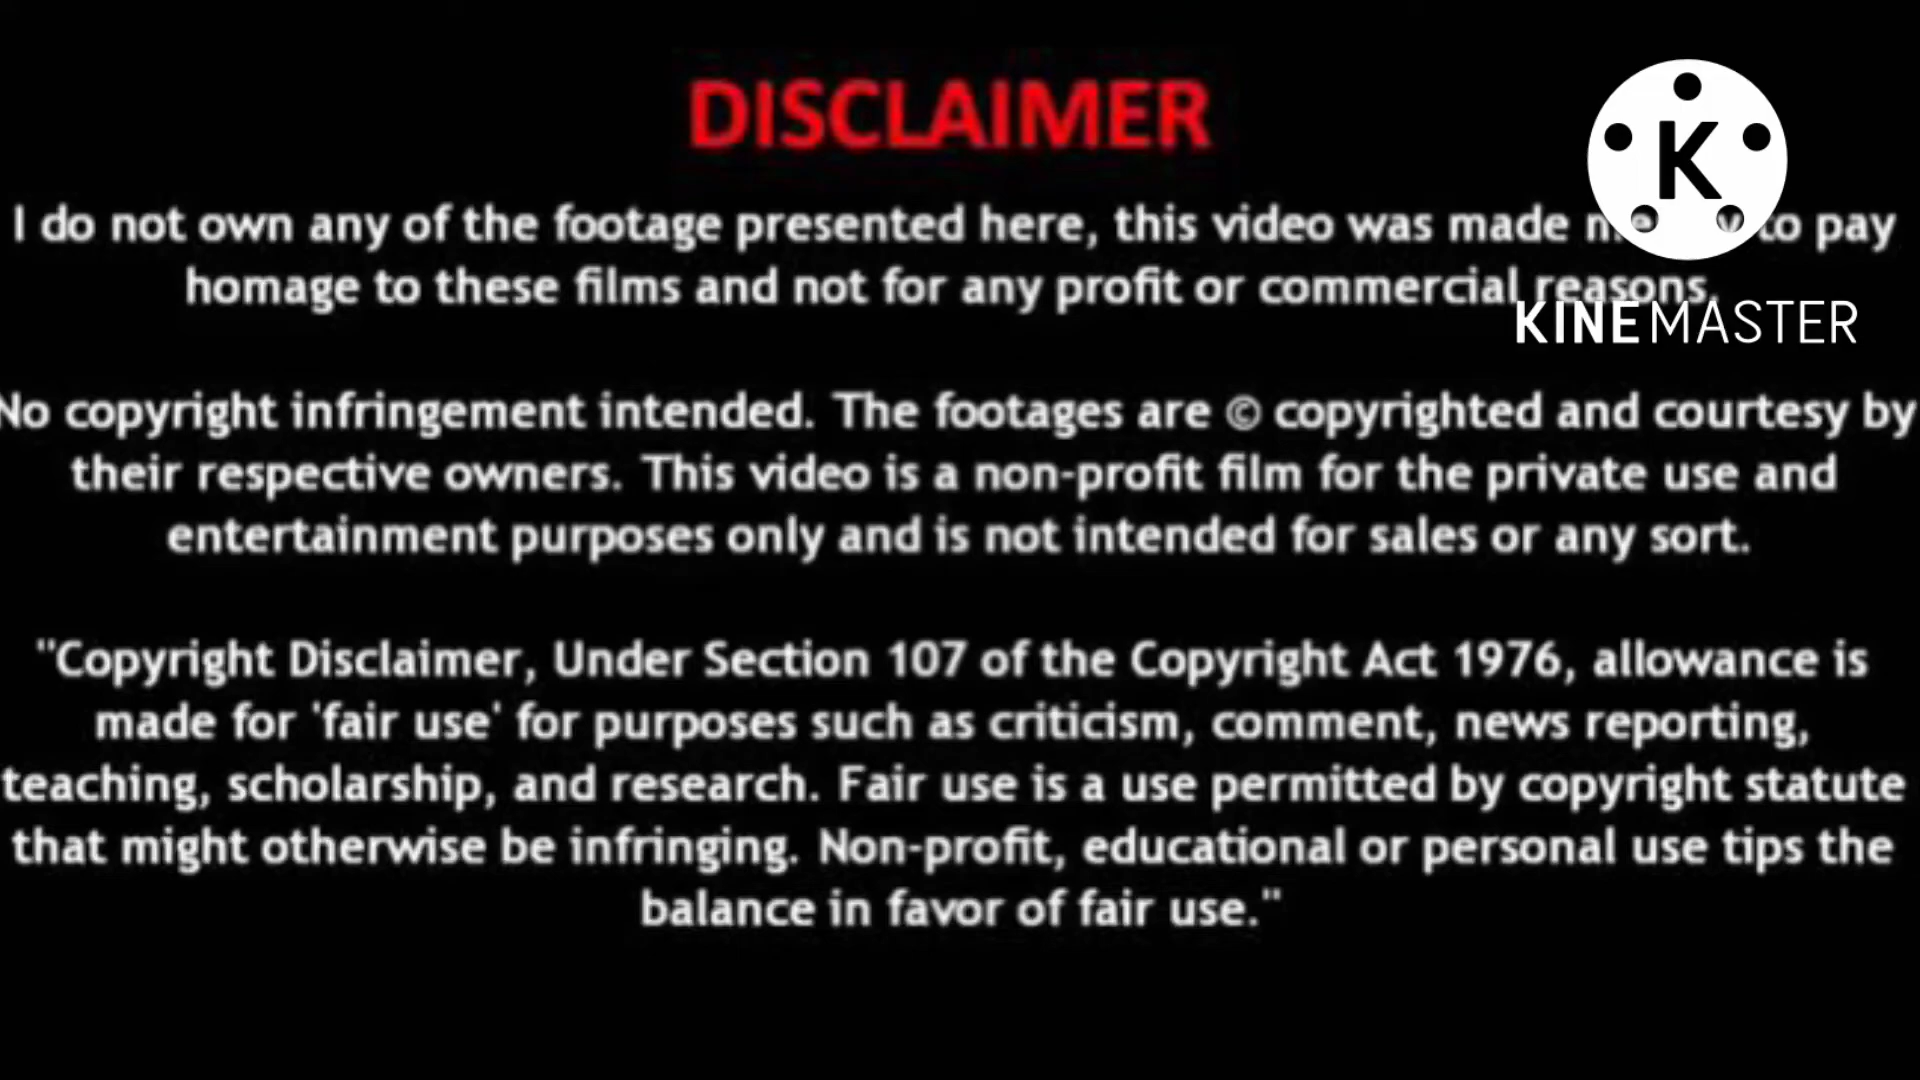 DISCLAIMER
K
I do not own any of the footage presented here, this video was made to pay
homage to these films and not for any profit or commercial reasons.
KINEMASTER
No copyright infringement intended. The footages are © copyrighted and courtesy by
their respective owners. This video is a non-profit film for the private use and
entertainment purposes only and is not intended for sales or any sort.
"Copyright Disclaimer, Under Section 107 of the Copyright Act 1976, allowance is
made for 'fair use' for purposes such as criticism, comment, news reporting,
teaching, scholarship, and research. Fair use is a use permitted by copyright statute
that might otherwise be infringing. Non-profit, educational or personal use tips the
balance in favor of fair use."